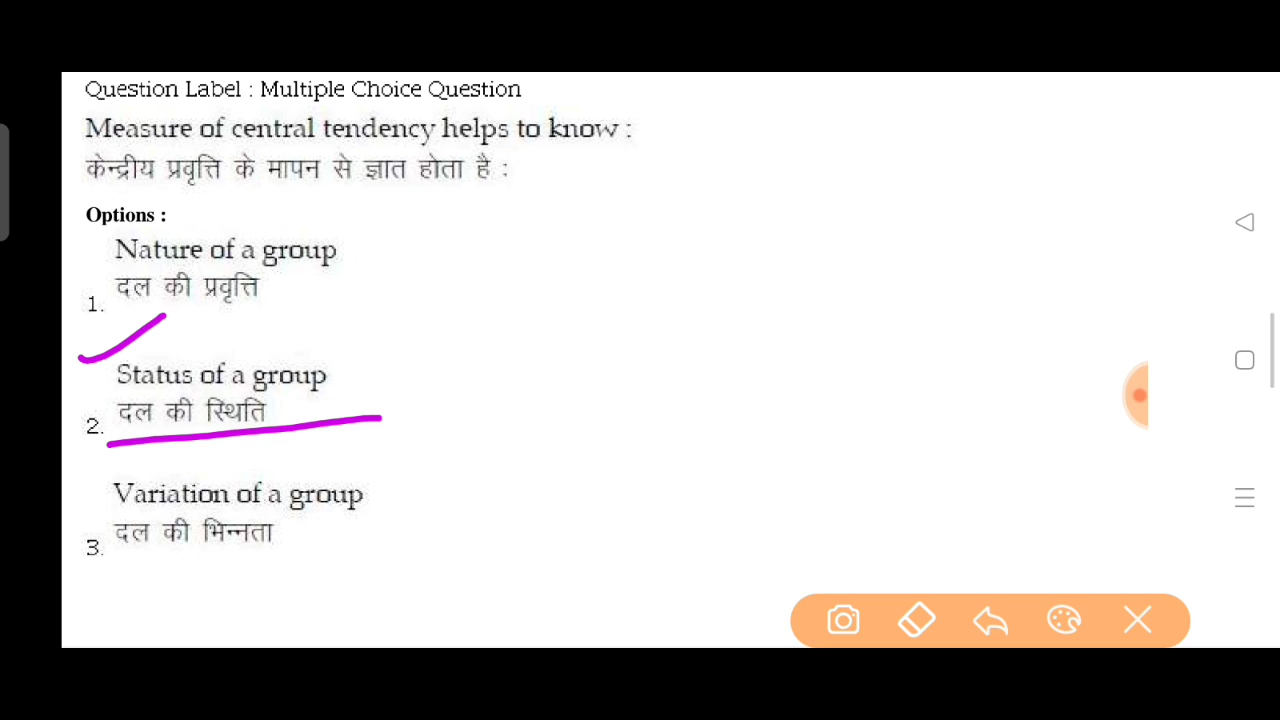 Question Label : Multiple Choice Question
Measure of central tendency helps to know :
केन्द्रीय प्रवृत्ति के मापन से ज्ञात होता है :
Options :
Nature of a group
दल की प्रवृत्ति
1.
Status of a group
दल की स्थिति
2.
Variation of a group
दल की भिन्नता
3.